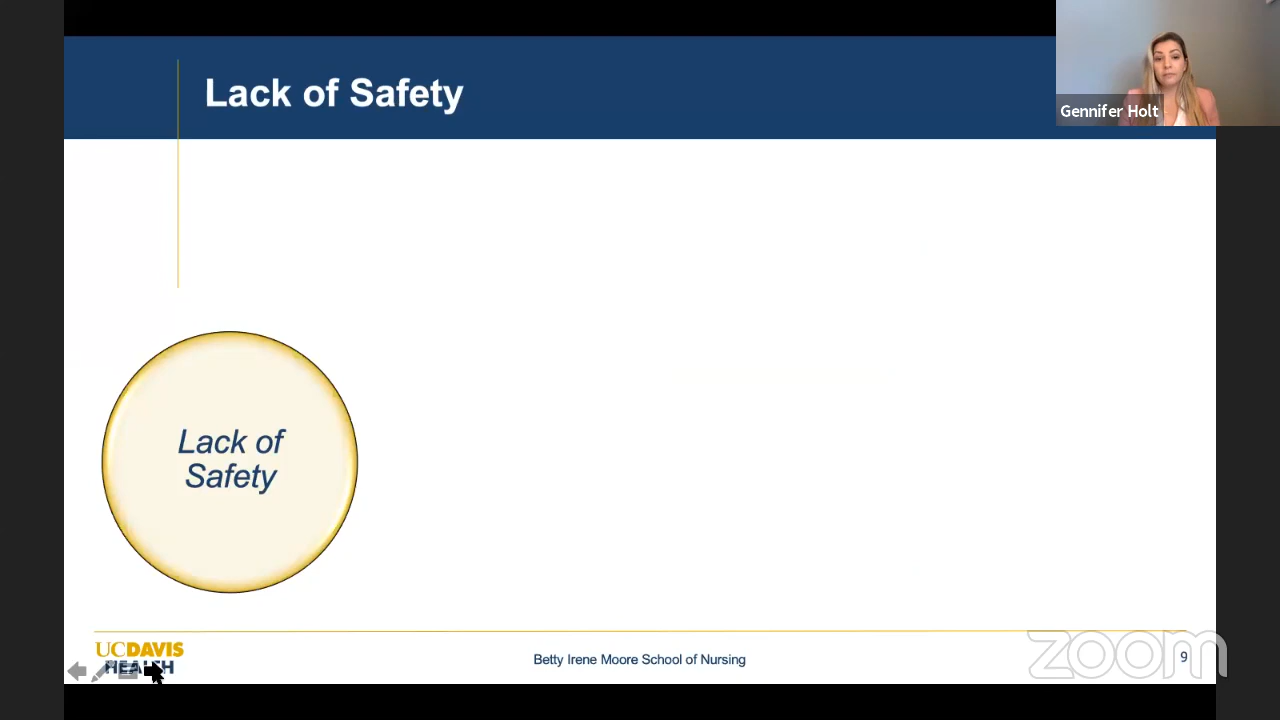 Lack of Safety
Gennifer Holt
Lack of
Safety
UCDAVIS
HEALTH
Betty Irene Moore School of Nursing
9
zoom